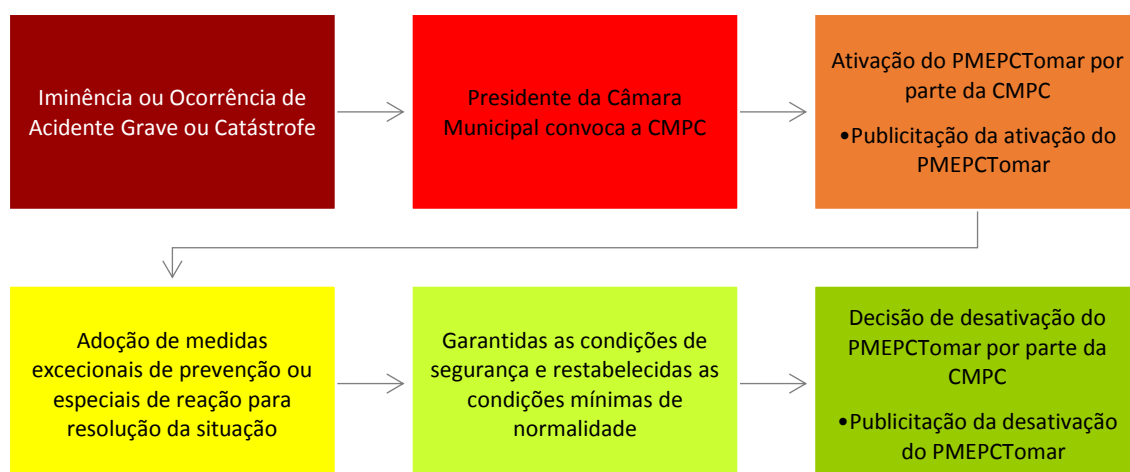 Iminência ou Ocorrência de
Acidente Grave ou Catástrofe
Presidente da Câmara
Municipal convoca a CMPC
Ativação do PMEPCTomar por
parte da CMPC
•Publicitação da ativação do
PMEPCTomar
Adoção de medidas
excecionais de prevenção ou
especiais de reação para
resolução da situação
Garantidas as condições de
segurança e restabelecidas as
condições mínimas de
normalidade
Decisão de desativação do
PMEPCTomar por parte da
CMPC
•Publicitação da desativação
do PMEPCTomar